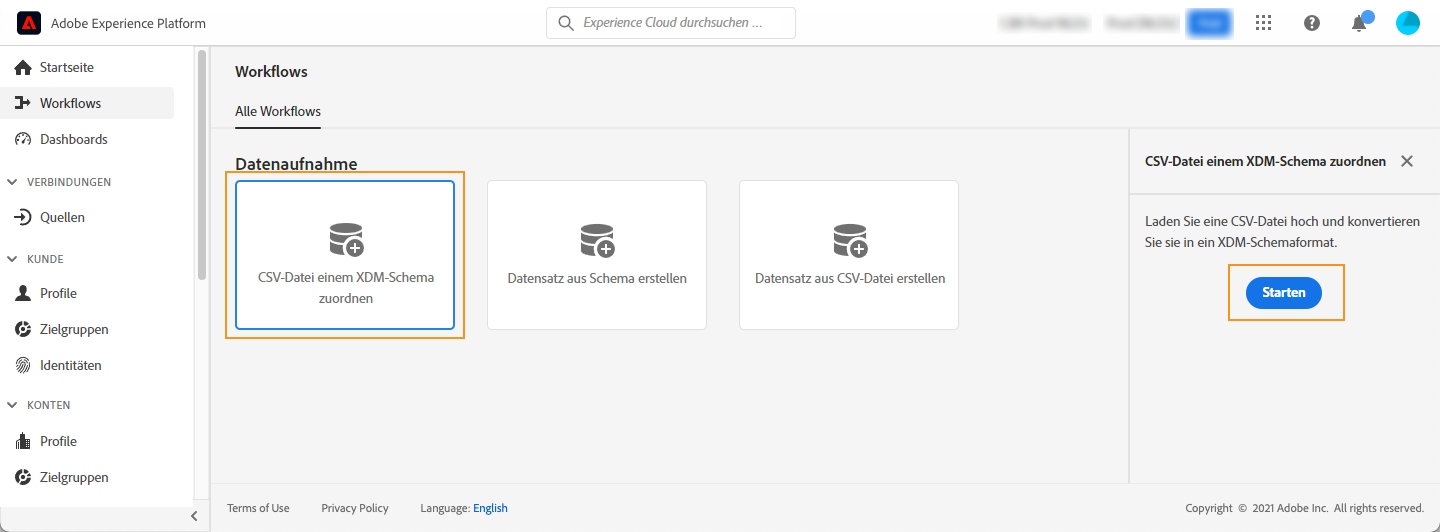 Adobe Experience Platform
Experience Cloud durchsuchen ...
Startseite
Workflows
Dashboards
VERBINDUNGEN
Quellen
KUNDE
Profile
Zielgruppen
Identitäten
KONTEN
Profile
Zielgruppen
Workflows
Alle Workflows
Datenaufnahme
CSV-Datei einem XDM-Schema
zuordnen
Datensatz aus Schema erstellen
Datensatz aus CSV-Datei erstellen
CSV-Datei einem XDM-Schema zuordnen
Laden Sie eine CSV-Datei hoch und konvertieren
Sie sie in ein XDM-Schemaformat.
Starten
Terms of Use Privacy Policy Language: English
Copyright © 2021 Adobe Inc. All rights reserved.